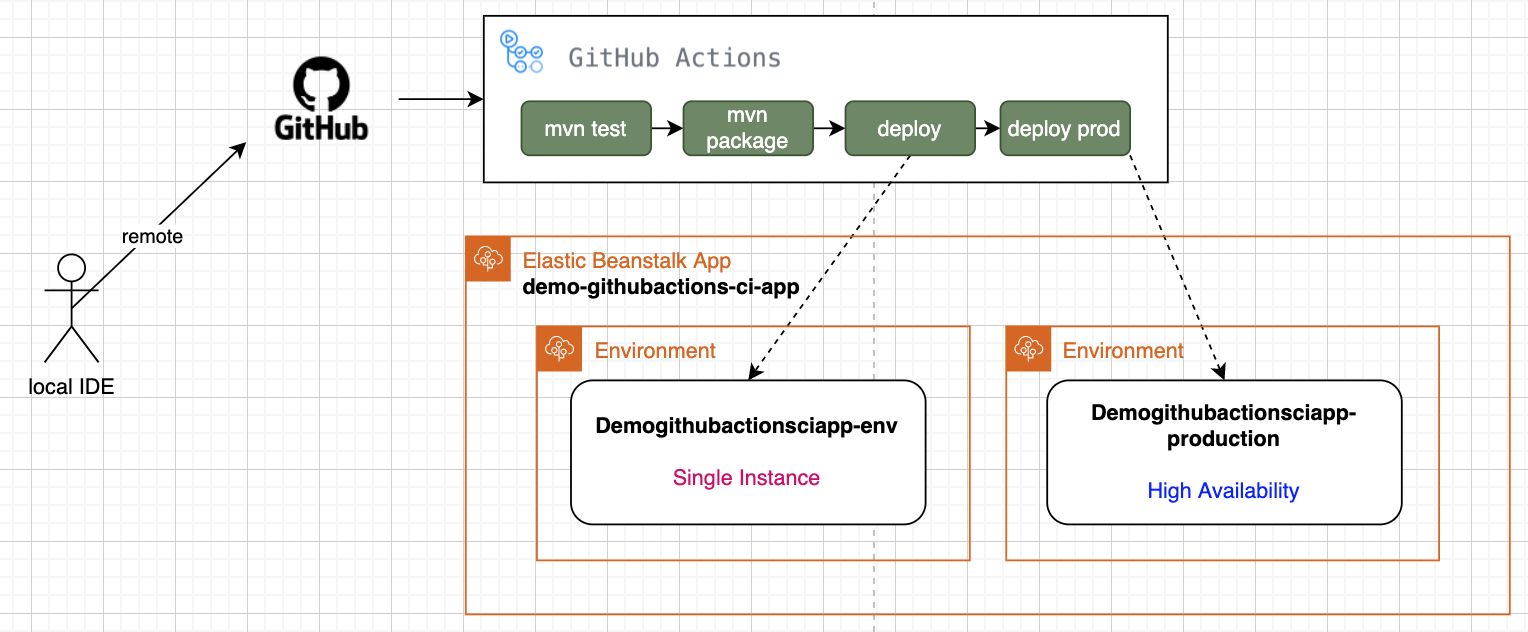 GitHub Actions
mvn test
mvn
package
deploy
deploy prod
GitHub
remote
local IDE
Elastic Beanstalk App
demo-githubactions-ci-app
Environment
Demogithubactionsciapp-env
Single Instance
Environment
Demogithubactionsciapp-
production
High Availability